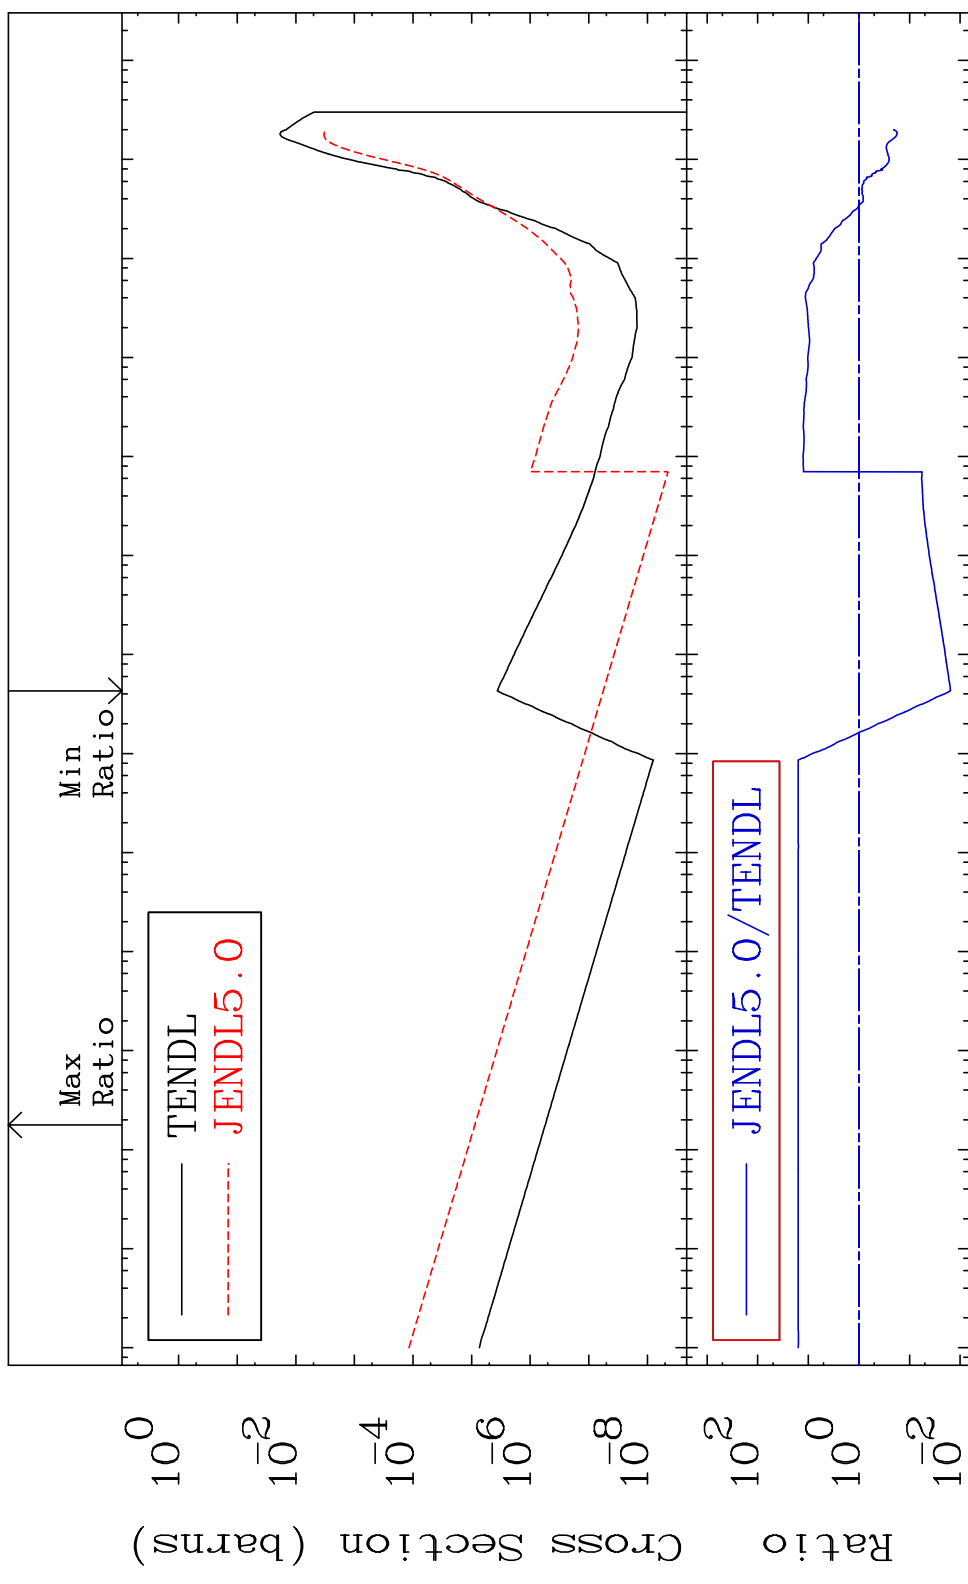 Max
Ratio
Min
Ratio
TENDL
JENDL5.0
JENDL5.0/TENDL
Cross Section (barns)
10^0
10^-2
10^-4
10^-6
10^-8
Ratio
10^2
10^0
10^-2